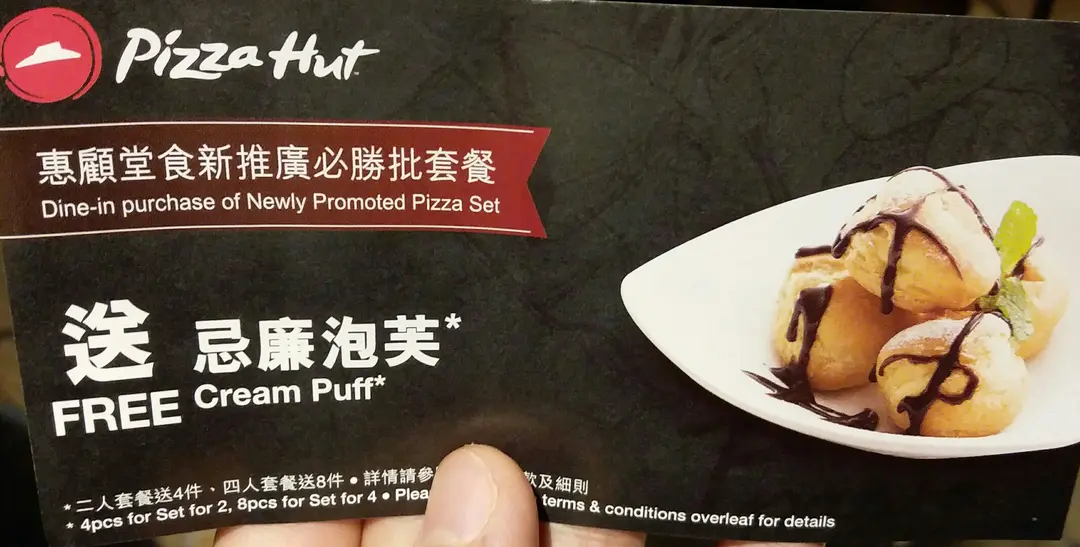 Pizza Hut
惠顧堂食新推廣必勝批套餐
Dine-in purchase of Newly Promoted Pizza Set
送 忌廉泡芙*
FREE Cream Puff*
*二人套餐送4件、四人套餐送8件 • 詳情請參 款及細則
* 4pcs for Set for 2, 8pcs for Set for 4 • terms & conditions overleaf for details